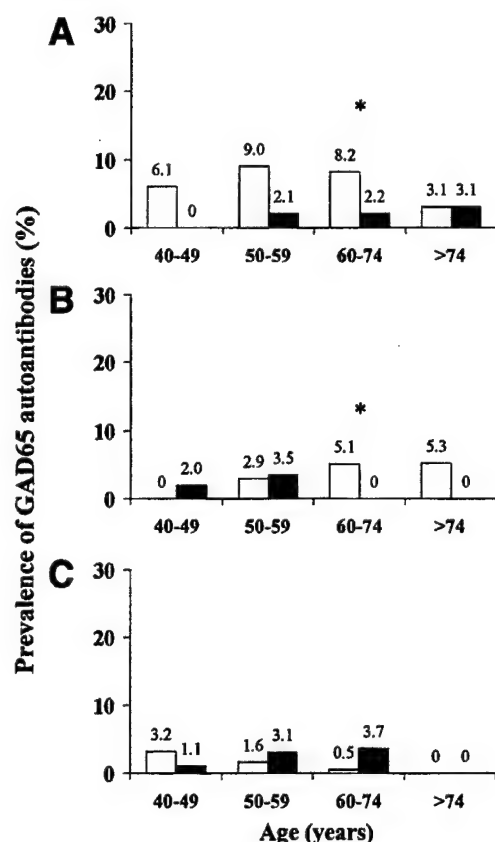 A
30
20
10
0
*
6.1 0 9.0 2.1 8.2 2.2 3.1 3.1
40-49 50-59 60-74 >74
B
30
20
10
0
*
0 2.0 2.9 3.5 5.1 0 5.3 0
40-49 50-59 60-74 >74
C
30
20
10
0
3.2 1.1 1.6 3.1 0.5 3.7 0 0
40-49 50-59 60-74 >74
Prevalence of GAD65 autoantibodies (%)
Age (years)